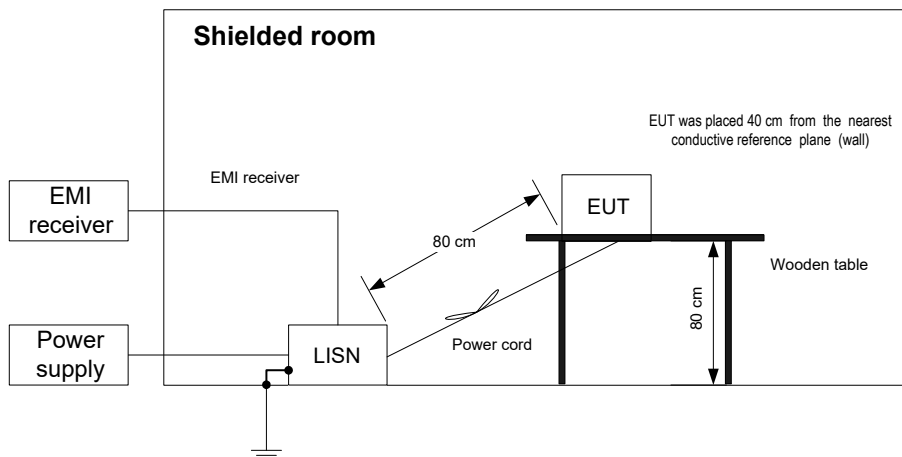 Shielded room
EUT was placed 40 cm from the nearest
conductive reference plane (wall)
EMI receiver
EMI
receiver
EUT
80 cm
Wooden table
80 cm
Power
supply
LISN
Power cord